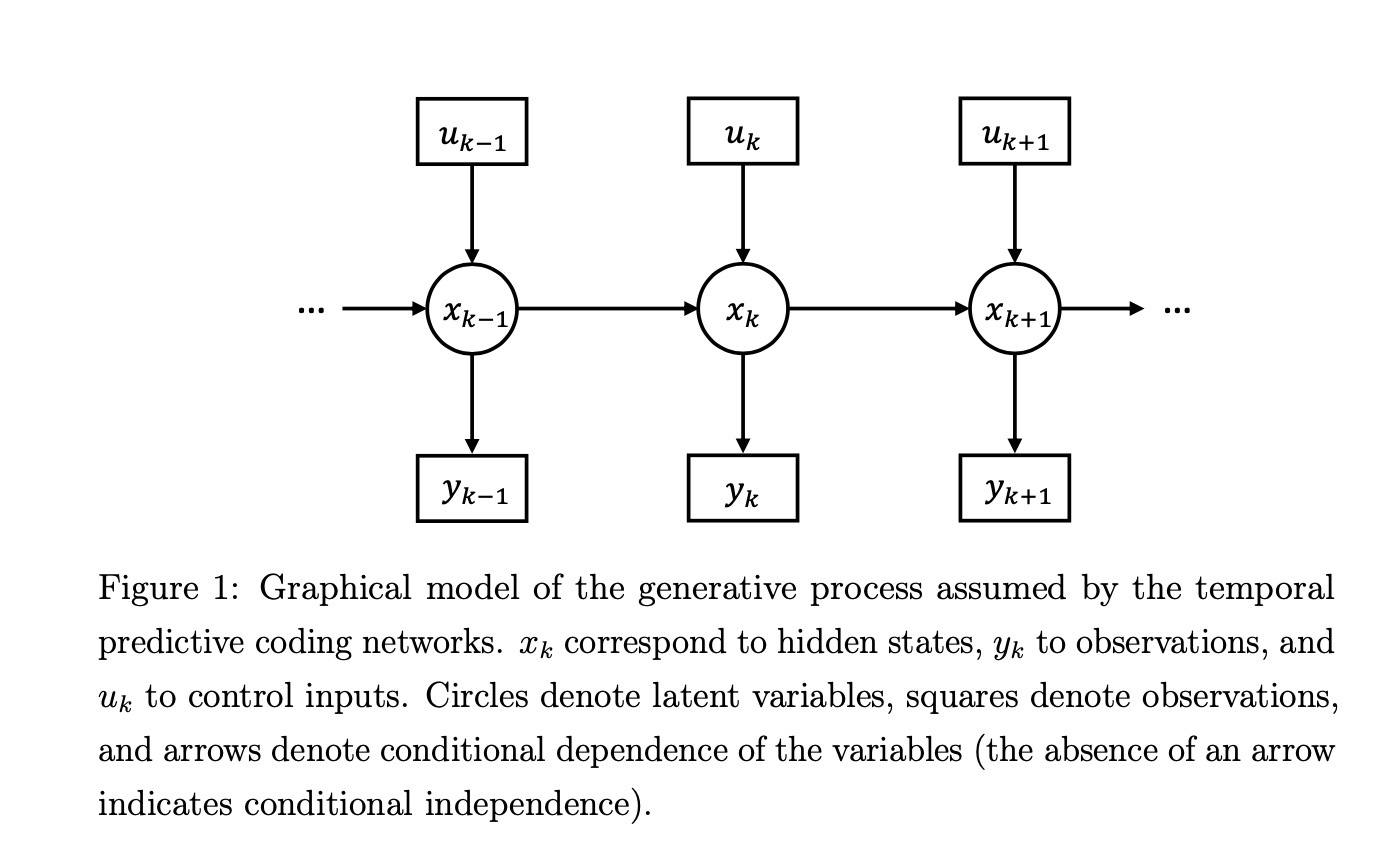 u_{k−1} u_k u_{k+1}
... x_{k−1} x_k x_{k+1} ...
y_{k−1} y_k y_{k+1}
Figure 1: Graphical model of the generative process assumed by the temporal
predictive coding networks. x_k correspond to hidden states, y_k to observations, and
u_k to control inputs. Circles denote latent variables, squares denote observations,
and arrows denote conditional dependence of the variables (the absence of an arrow
indicates conditional independence).